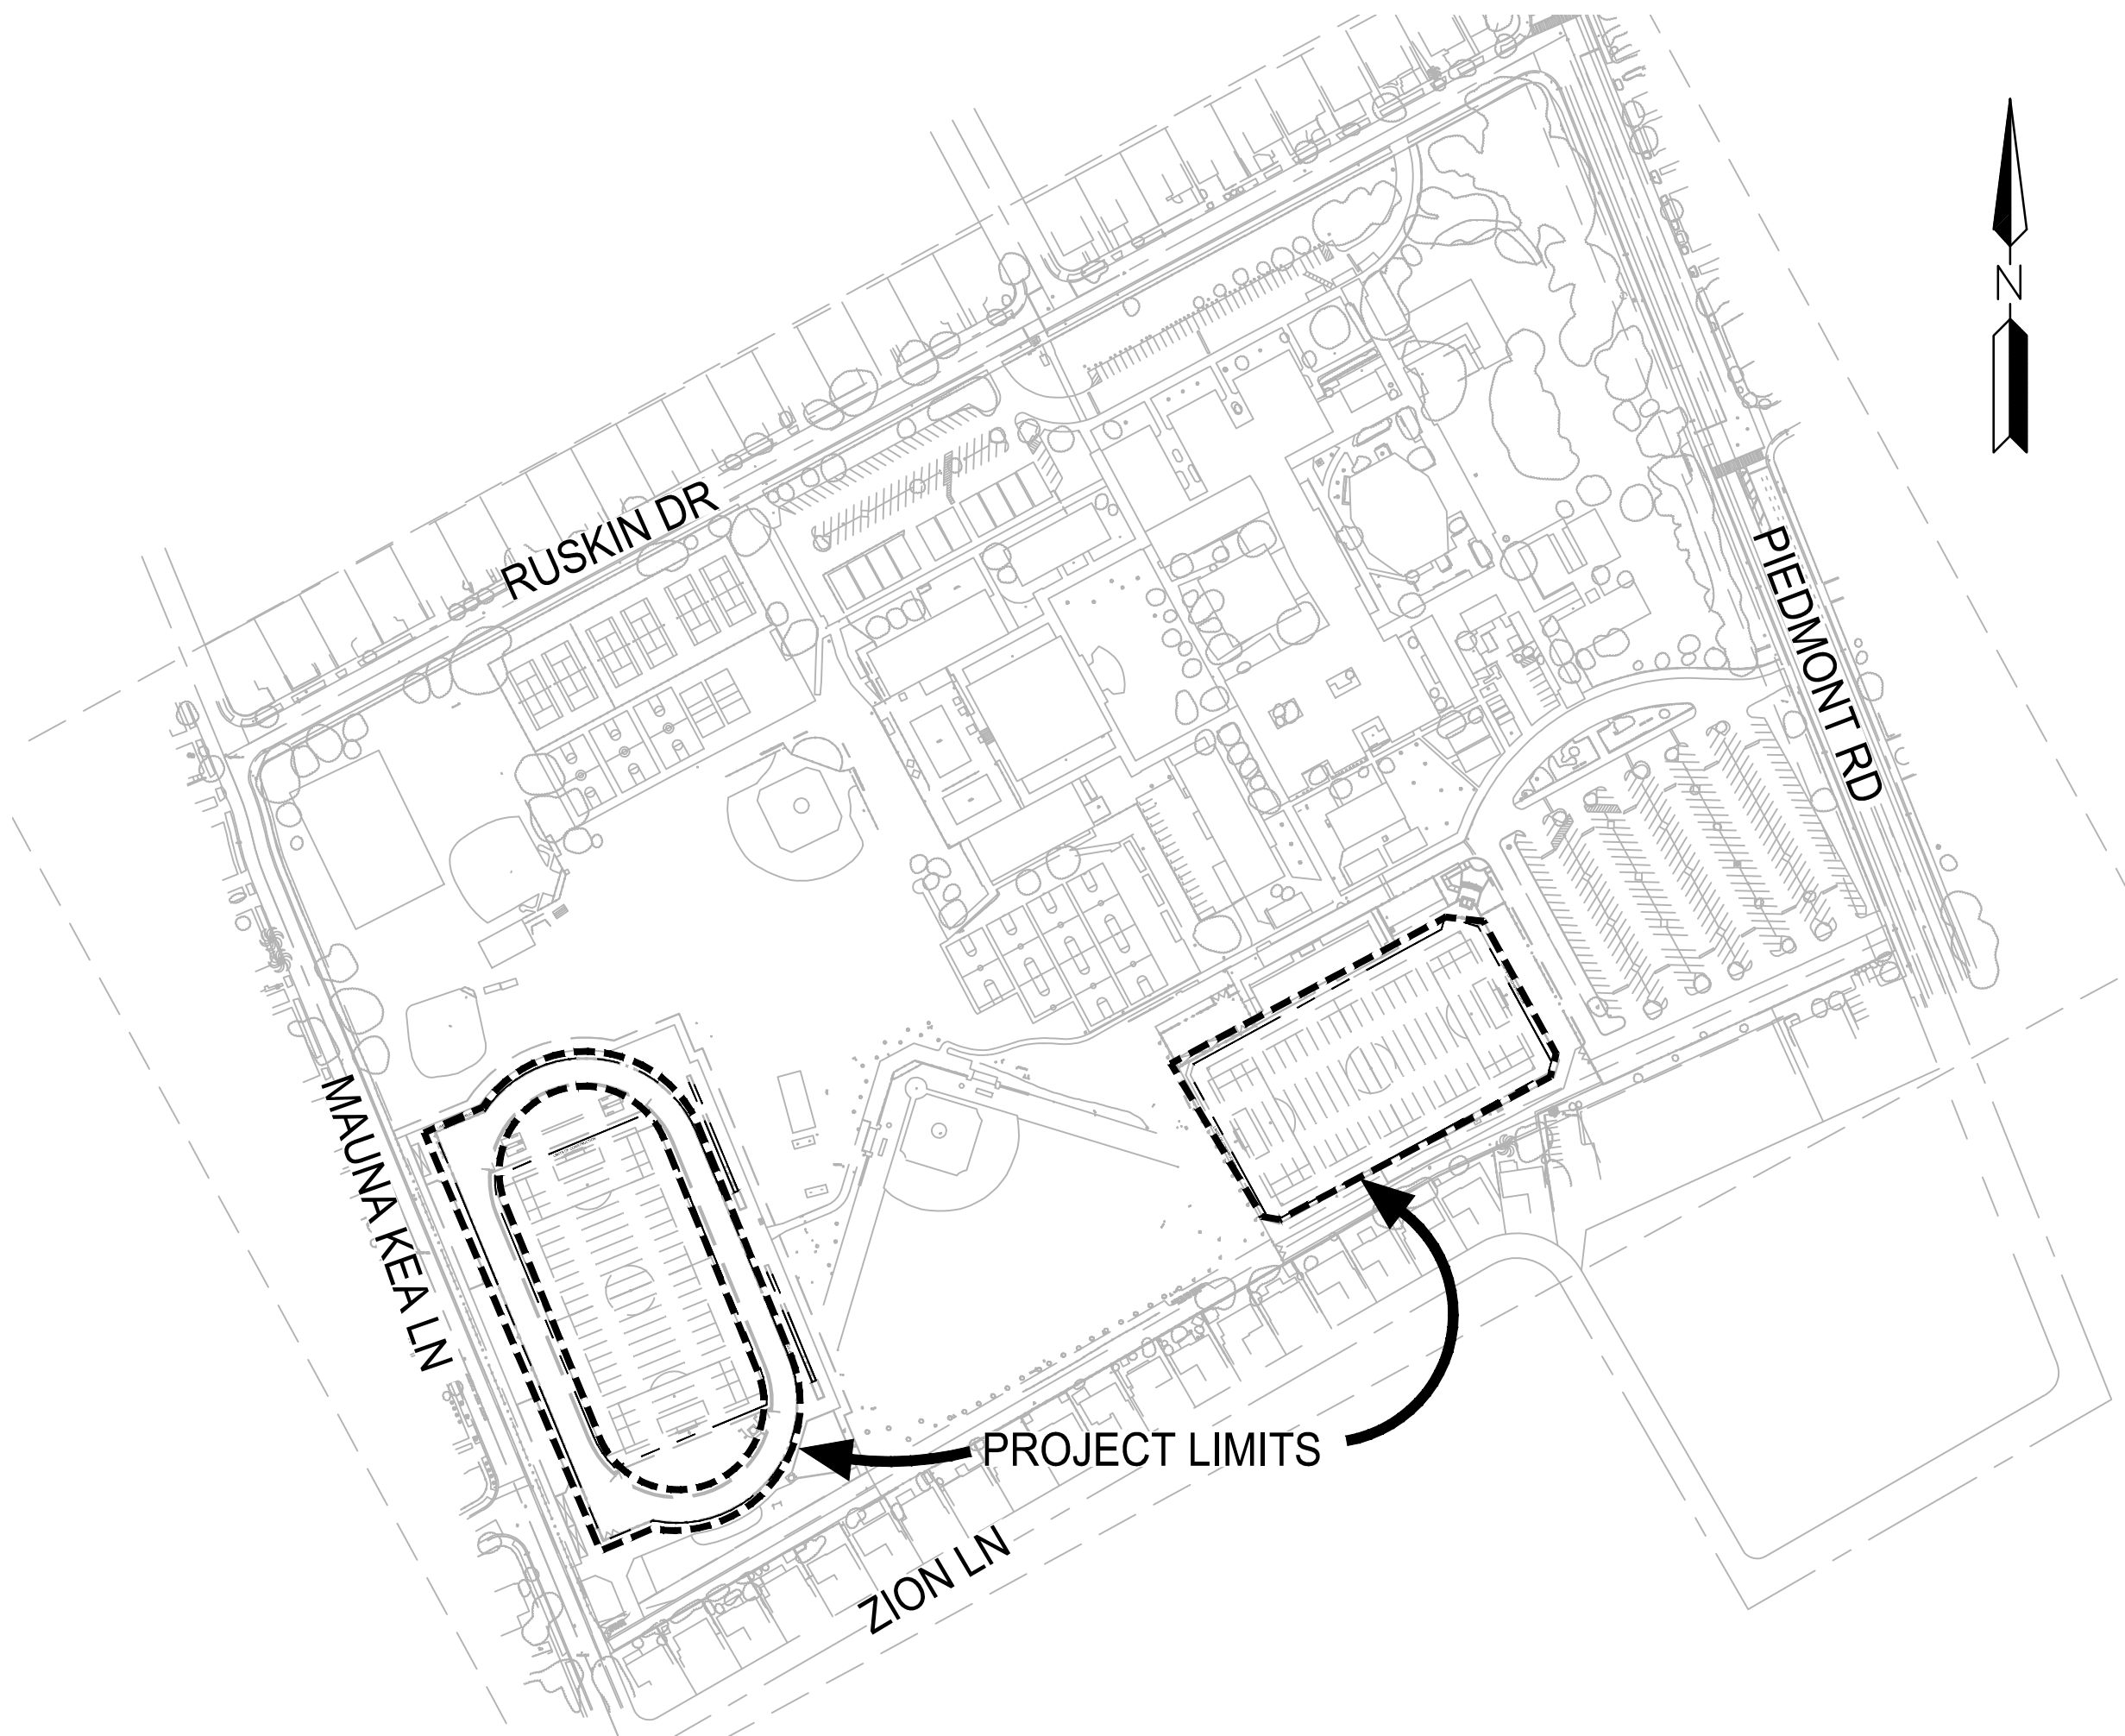 N
RUSKIN DR
PIEDMONT RD
MAUNA KEA LN
PROJECT LIMITS
ZION LN